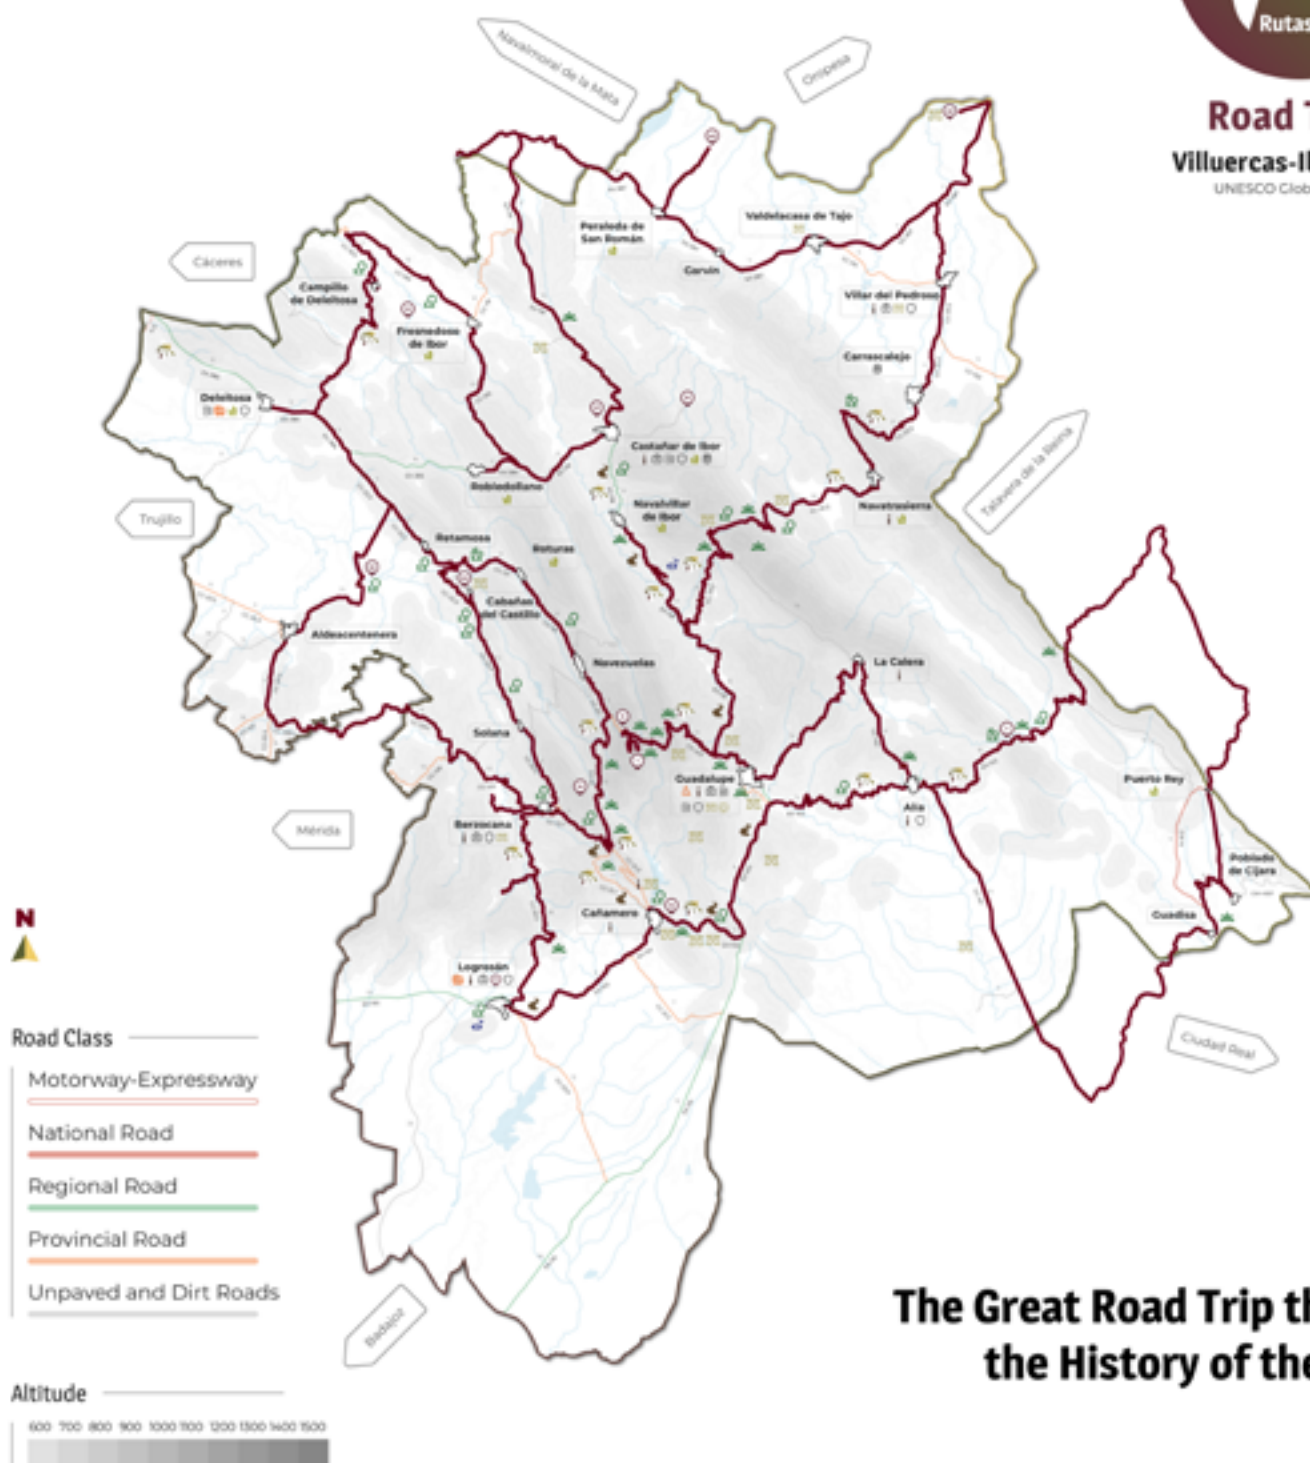 Rutas
Navalmoral de la Mata
Oropesa
Road T
Villuercas-Ib
UNESCO Glob
Cáceres
Peraleda de
San Román
Valdelacasa de Tajo
Garvín
Campillo
de Deleitosa
Villar del Pedroso
Fresnedoso
de Ibor
Carrascalejo
Deleitosa
Castañar de Ibor
Talavera de la Reina
Robledollano
Navalvillar
de Ibor
Navatrasierra
Trujillo
Retamosa
Roturas
Cabañas
del Castillo
Aldeacentenera
Navezuelas
La Calera
Solana
Guadalupe
Puerto Rey
Alía
Mérida
Berzocana
Poblado
de Cíjara
Cañamero
Guadisa
N
Logrosán
Ciudad Real
Road Class
Motorway-Expressway
National Road
Regional Road
Provincial Road
Unpaved and Dirt Roads
Badajoz
The Great Road Trip th
the History of the
Altitude
600 700 800 900 1000 1100 1200 1300 1400 1500